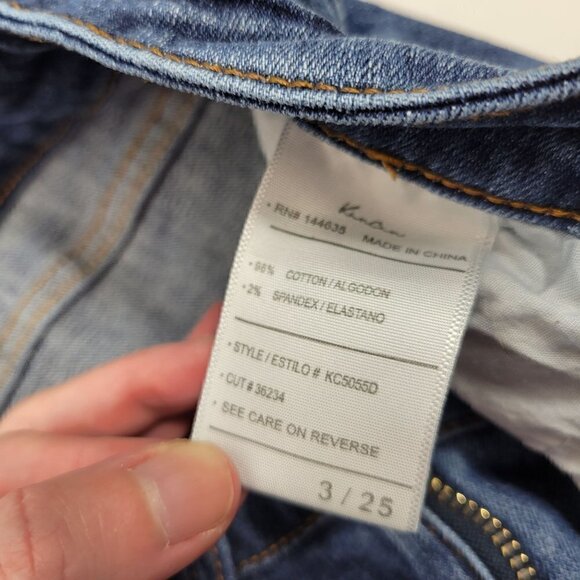 KanCan
• RN# 144635 MADE IN CHINA
• 98% COTTON / ALGODON
• 2% SPANDEX / ELASTANO
• STYLE / ESTILO # KC5055D
• CUT # 36234
• SEE CARE ON REVERSE
3 / 25